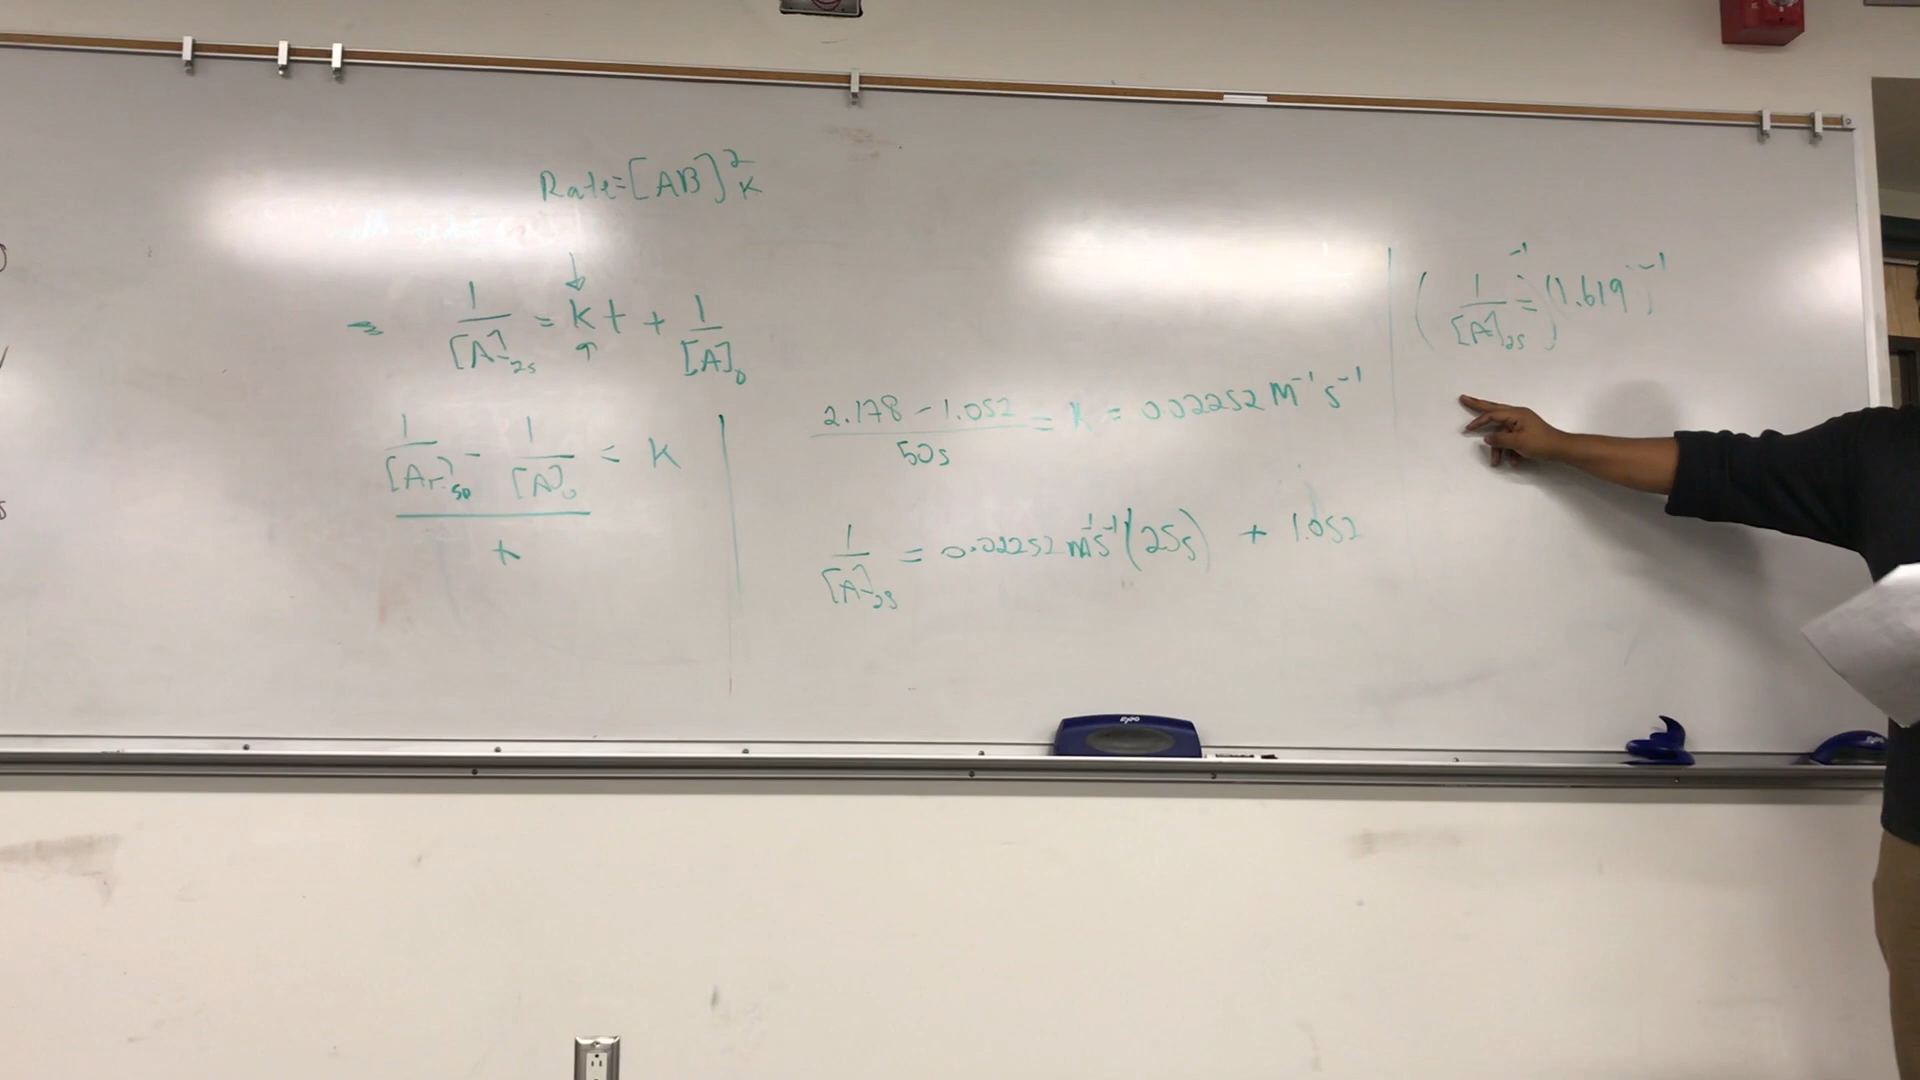 Rate=[AB]²k
1/[A]₂₅ = kt + 1/[A]₀
1/[A]₅₀ - 1/[A]₀ / t = K
2.178 - 1.052 / 50s = K = 0.02252 M⁻¹s⁻¹
1/[A]₂₅ = 0.02252 M⁻¹s⁻¹(25s) + 1.052
(1/[A]₂₅)⁻¹ = (1.619)⁻¹
EXPO